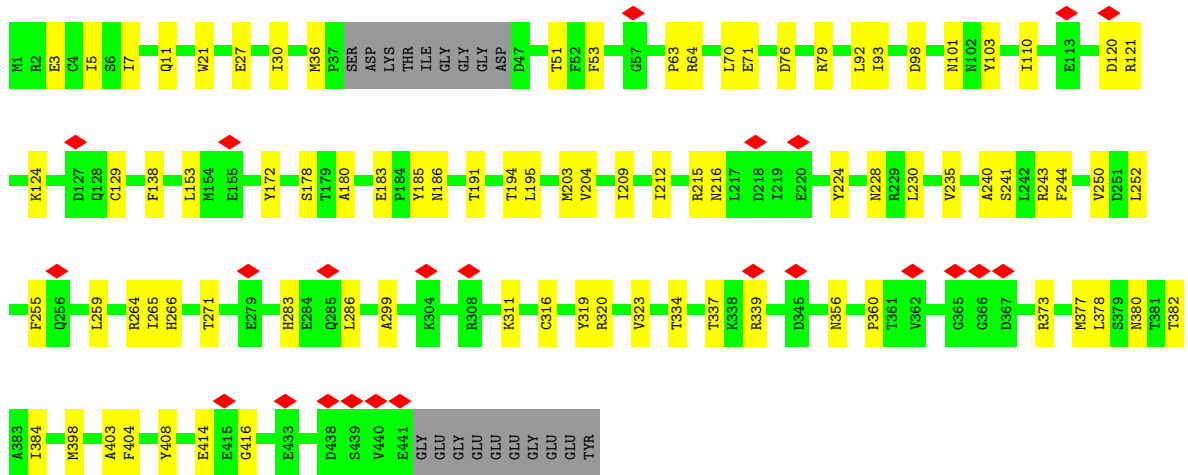 M1 R2 E3 C4 I5 S6 I7 Q11 W21 E27 I30 M36 P37 SER ASP LYS THR ILE GLY GLY GLY ASP D47 T51 F52 F53 G57 P63 R64 L70 E71 D76 R79 L92 I93 D98 N101 N102 Y103 I110 E113 D120 R121
K124 D127 Q128 C129 F138 L153 M154 E155 Y172 S178 T179 A180 E183 P184 Y185 N186 T191 T194 L195 M203 V204 I209 I212 R215 N216 L217 D218 I219 E220 Y224 N228 R229 L230 V235 A240 S241 L242 R243 F244 V250 D251 L252
F255 Q256 L259 R264 I265 H266 T271 E279 H283 E284 Q285 L286 A299 K304 R308 K311 C316 Y319 R320 V323 T334 T337 K338 R339 D345 N356 P360 T361 V362 G365 G366 D367 R373 M377 L378 S379 N380 T381 T382
A383 I384 M398 A403 F404 Y408 E414 E415 G416 E433 D438 S439 V440 E441 GLY GLU GLY GLU GLU GLU GLY GLU GLU TYR